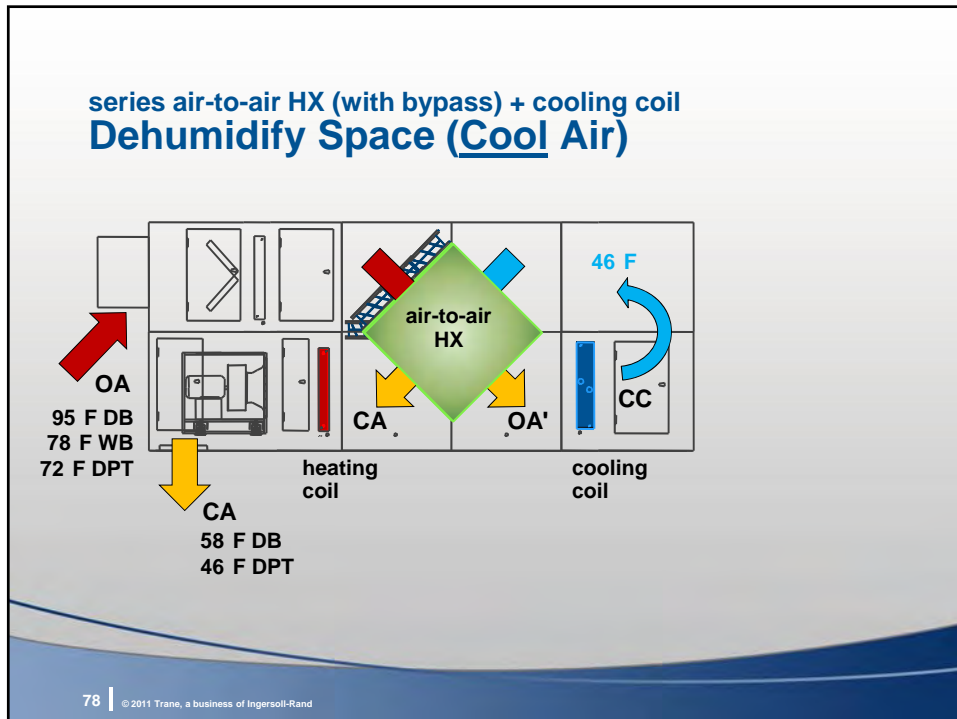 series air-to-air HX (with bypass) + cooling coil
Dehumidify Space (Cool Air)
46 F
air-to-air
HX
OA
95 F DB
78 F WB
72 F DPT
CA
OA'
CC
heating
coil
cooling
coil
CA
58 F DB
46 F DPT
78 © 2011 Trane, a business of Ingersoll-Rand